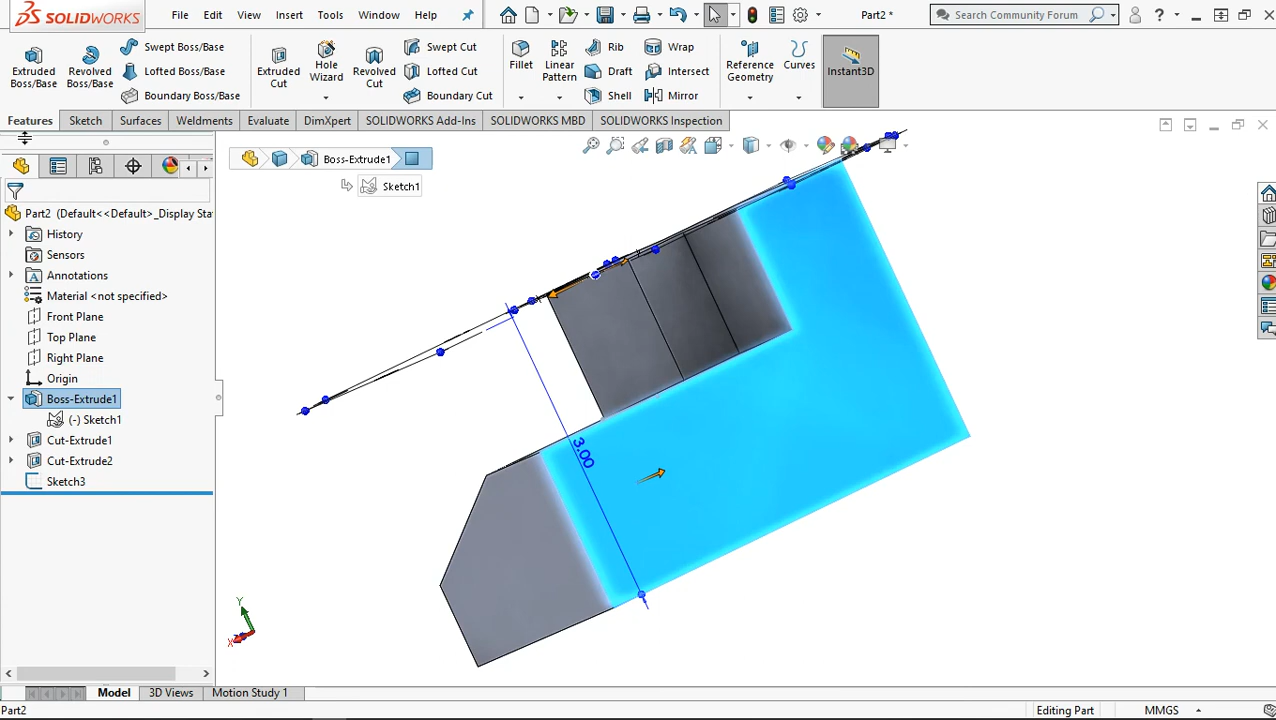 SOLIDWORKS
File Edit View Insert Tools Window Help
Part2 *
Search Community Forum
?
Extruded Boss/Base
Revolved Boss/Base
Swept Boss/Base
Lofted Boss/Base
Boundary Boss/Base
Extruded Cut
Hole Wizard
Revolved Cut
Swept Cut
Lofted Cut
Boundary Cut
Fillet
Linear Pattern
Rib
Draft
Shell
Wrap
Intersect
Mirror
Reference Geometry
Curves
Instant3D
Features Sketch Surfaces Weldments Evaluate DimXpert SOLIDWORKS Add-Ins SOLIDWORKS MBD SOLIDWORKS Inspection
Boss-Extrude1
Sketch1
Part2 (Default<<Default>_Display Sta
History
Sensors
Annotations
Material <not specified>
Front Plane
Top Plane
Right Plane
Origin
Boss-Extrude1
(-) Sketch1
Cut-Extrude1
Cut-Extrude2
Sketch3
3.00
Y
X
Model 3D Views Motion Study 1
Part2 Editing Part MMGS